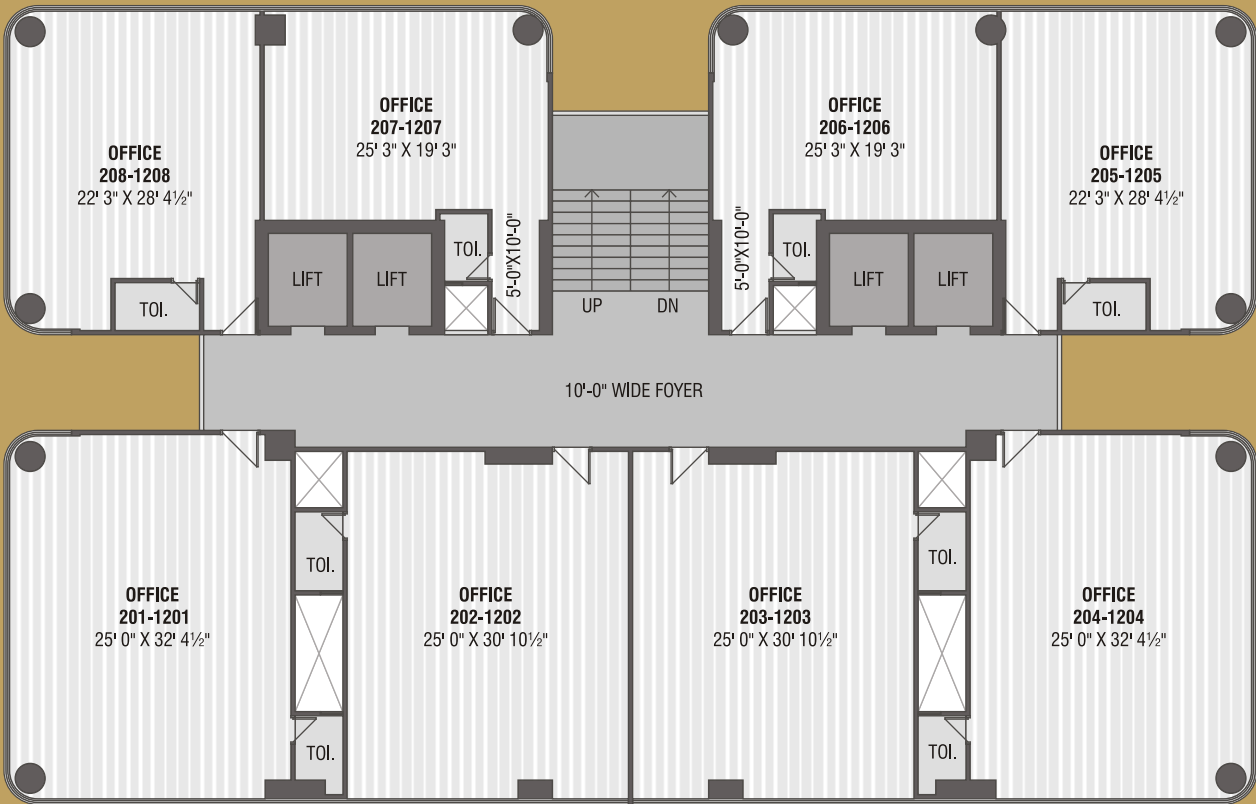 OFFICE
208-1208
22' 3" X 28' 4½"
TOI.
OFFICE
207-1207
25' 3" X 19' 3"
LIFT
LIFT
TOI.
5'-0"X10'-0"
UP
DN
OFFICE
206-1206
25' 3" X 19' 3"
5'-0"X10'-0"
TOI.
LIFT
LIFT
OFFICE
205-1205
22' 3" X 28' 4½"
TOI.
10'-0" WIDE FOYER
OFFICE
201-1201
25' 0" X 32' 4½"
TOI.
TOI.
OFFICE
202-1202
25' 0" X 30' 10½"
OFFICE
203-1203
25' 0" X 30' 10½"
TOI.
TOI.
OFFICE
204-1204
25' 0" X 32' 4½"